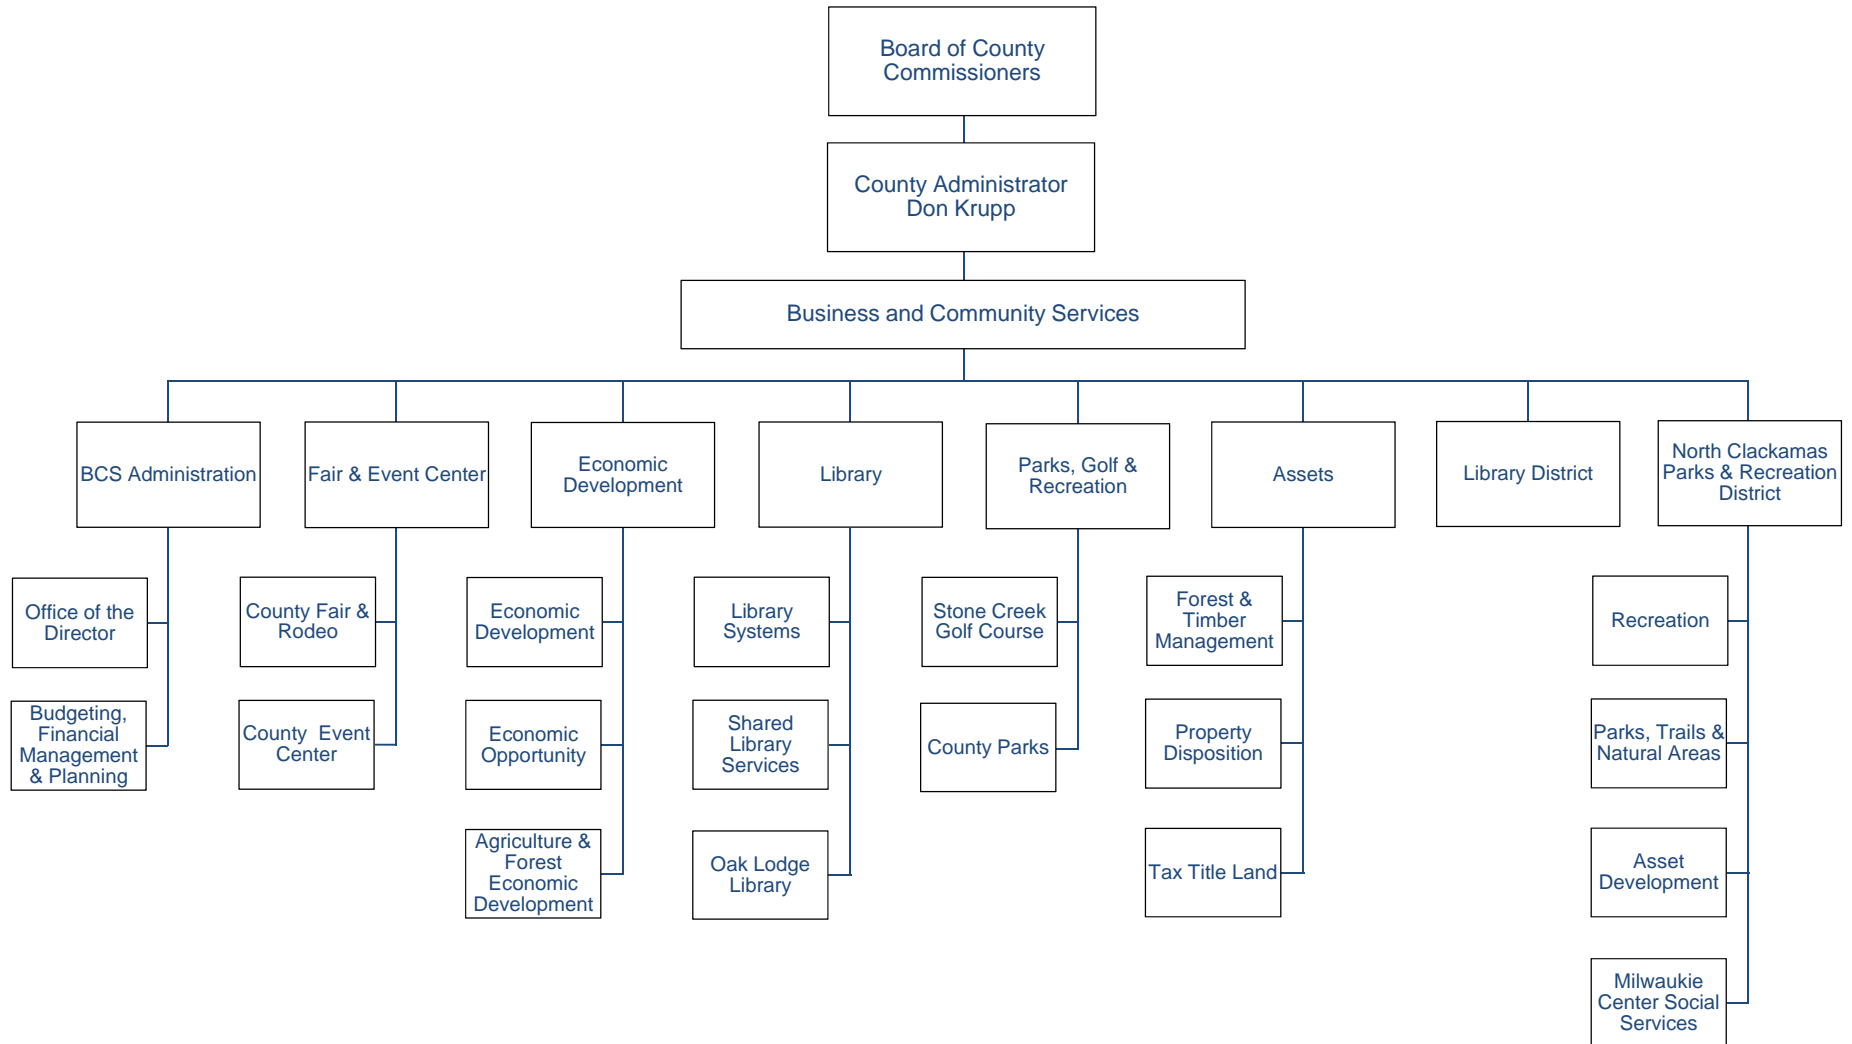 Board of County
Commissioners
County Administrator
Don Krupp
Business and Community Services
BCS Administration
Fair & Event Center
Economic
Development
Library
Parks, Golf &
Recreation
Assets
Library District
North Clackamas
Parks & Recreation
District
Office of the
Director
County Fair &
Rodeo
Economic
Development
Library
Systems
Stone Creek
Golf Course
Forest &
Timber
Management
Recreation
Budgeting,
Financial
Management
& Planning
County  Event
Center
Economic
Opportunity
Shared
Library
Services
County Parks
Property
Disposition
Parks, Trails &
Natural Areas
Agriculture &
Forest
Economic
Development
Oak Lodge
Library
Tax Title Land
Asset
Development
Milwaukie
Center Social
Services